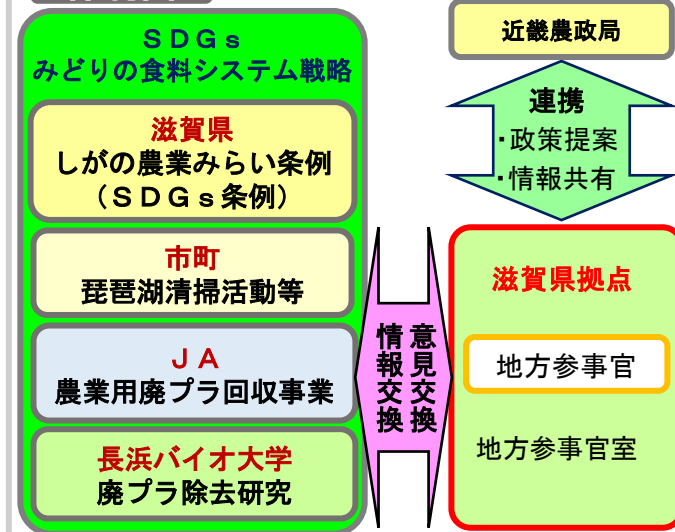 ＳＤＧｓ
みどりの食料システム戦略
滋賀県
しがの農業みらい条例
（ＳＤＧｓ条例）
市町
琵琶湖清掃活動等
ＪＡ
農業用廃プラ回収事業
長浜バイオ大学
廃プラ除去研究
意見交換
情報交換
近畿農政局
連携
・政策提案
・情報共有
滋賀県拠点
地方参事官
地方参事官室